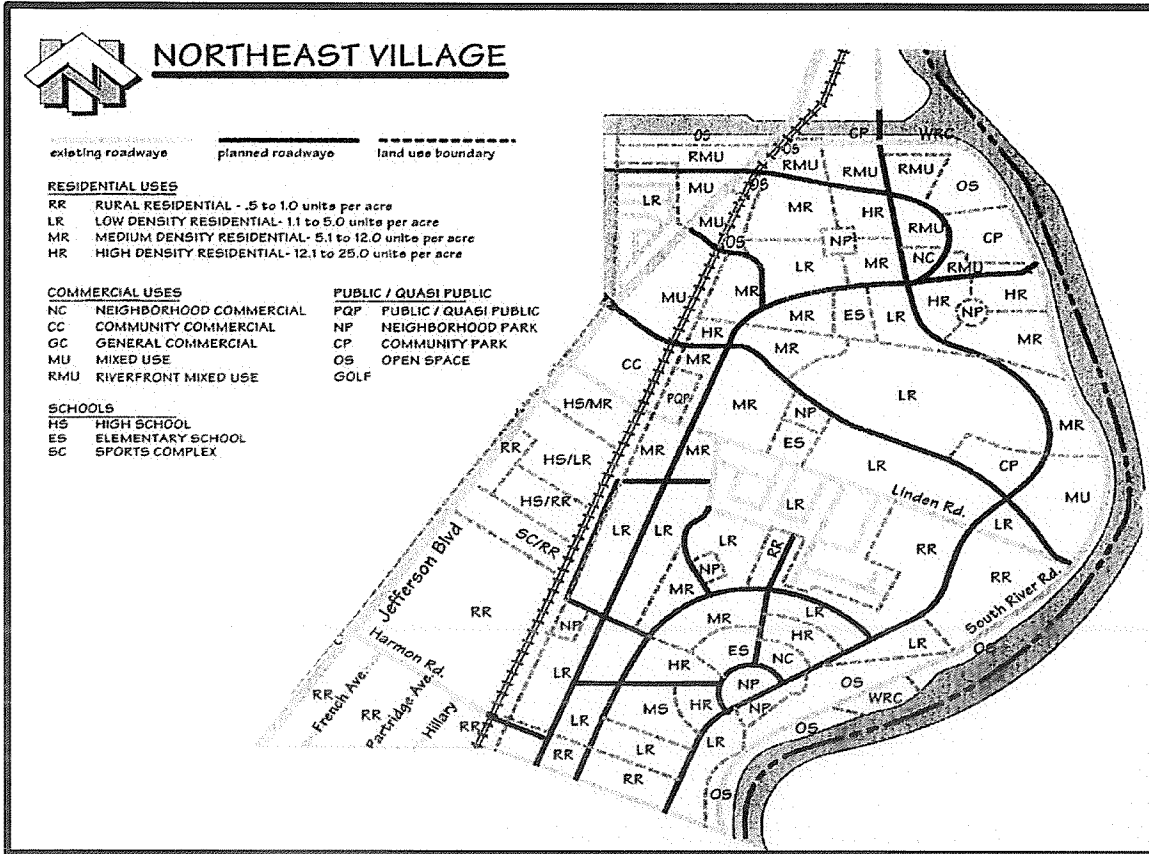 NORTHEAST VILLAGE
existing roadways planned roadways land use boundary
RESIDENTIAL USES
RR RURAL RESIDENTIAL - .5 to 1.0 units per acre
LR LOW DENSITY RESIDENTIAL- 1.1 to 5.0 units per acre
MR MEDIUM DENSITY RESIDENTIAL- 5.1 to 12.0 units per acre
HR HIGH DENSITY RESIDENTIAL- 12.1 to 25.0 units per acre
COMMERCIAL USES
NC NEIGHBORHOOD COMMERCIAL
CC COMMUNITY COMMERCIAL
GC GENERAL COMMERCIAL
MU MIXED USE
RMU RIVERFRONT MIXED USE
PUBLIC / QUASI PUBLIC
PQP PUBLIC / QUASI PUBLIC
NP NEIGHBORHOOD PARK
CP COMMUNITY PARK
OS OPEN SPACE
GOLF
SCHOOLS
HS HIGH SCHOOL
ES ELEMENTARY SCHOOL
SC SPORTS COMPLEX
OS CP WRC
RMU OS RMU RMU RMU
LR MU OS MR HR OS
MU RMU CP
OS NP NC
LR MR RMU
MU MR HR NP HR
HR MR ES LR MR
CC MR LR
HS/MR PQP MR NP
RR HS/LR MR MR ES MR
HS/RR LR CP MU
SC/RR LR LR LR LR Linden Rd. LR
Jefferson Blvd RR NP RR RR RR
MR LR South River Rd.
Harmon Rd. NP MR HR LR OS
HR ES NC
LR NP OS WRC
RR French Ave. RR Partridge Ave. Hillary RR LR MS HR NP OS
RR LR LR
RR OS